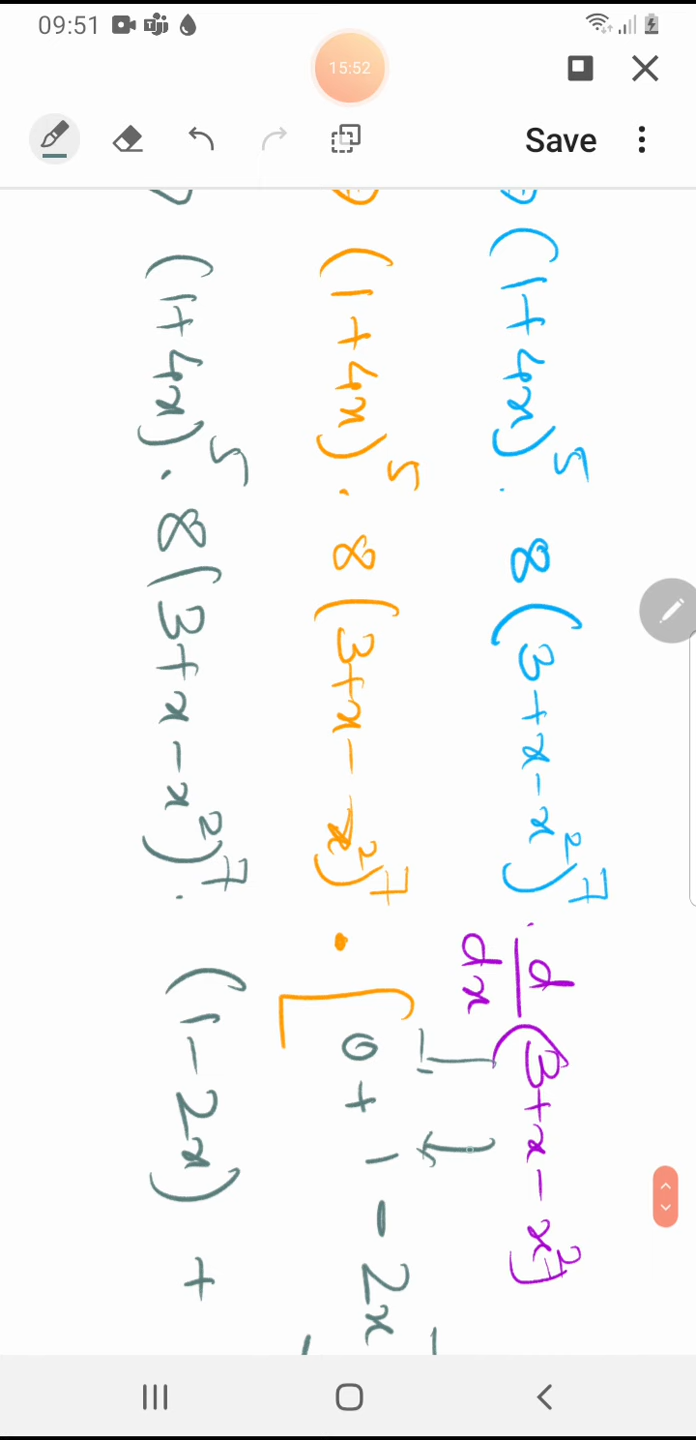 09:51
15:52
Save
(1+4x)⁵. 8(3+x-x²)⁷. d/dx(3+x-x²)
(1+4x)⁵. 8(3+x-x²)⁷ . [0+1-2x
(1+4x)⁵. 8(3+x-x²)⁷. (1-2x) +